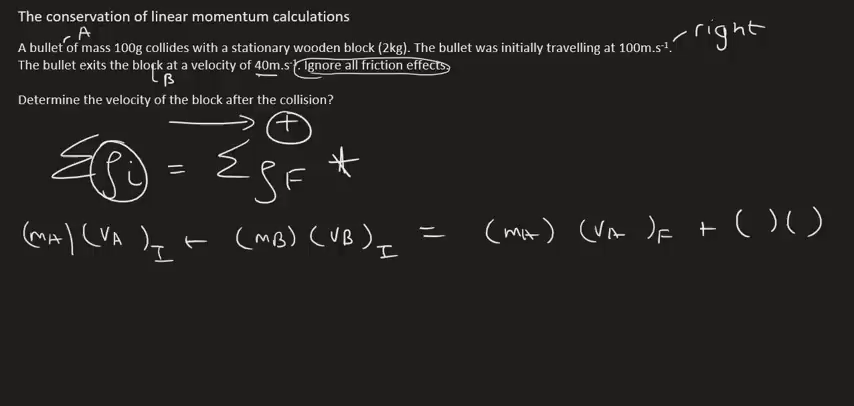 The conservation of linear momentum calculations
A
A bullet of mass 100g collides with a stationary wooden block (2kg). The bullet was initially travelling at 100m.s⁻¹.
right
The bullet exits the block at a velocity of 40m.s⁻¹. Ignore all friction effects.
B
Determine the velocity of the block after the collision?
+
Σρi = ΣρF *
(mA)(VA)I + (mB)(VB)I = (mA)(VA)F + ( )( )